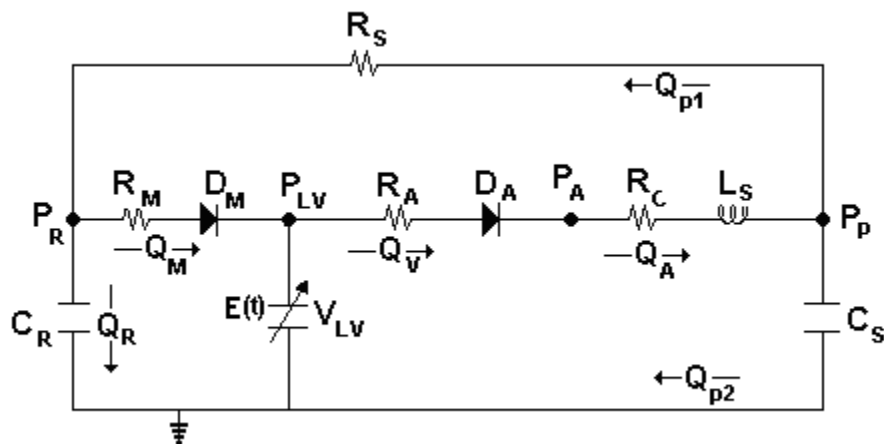 R_S
Q_p1
R_M D_M P_LV R_A D_A P_A R_C L_S
P_R P_p
Q_M Q_V Q_A
C_R Q_R E(t) V_LV C_S
Q_p2